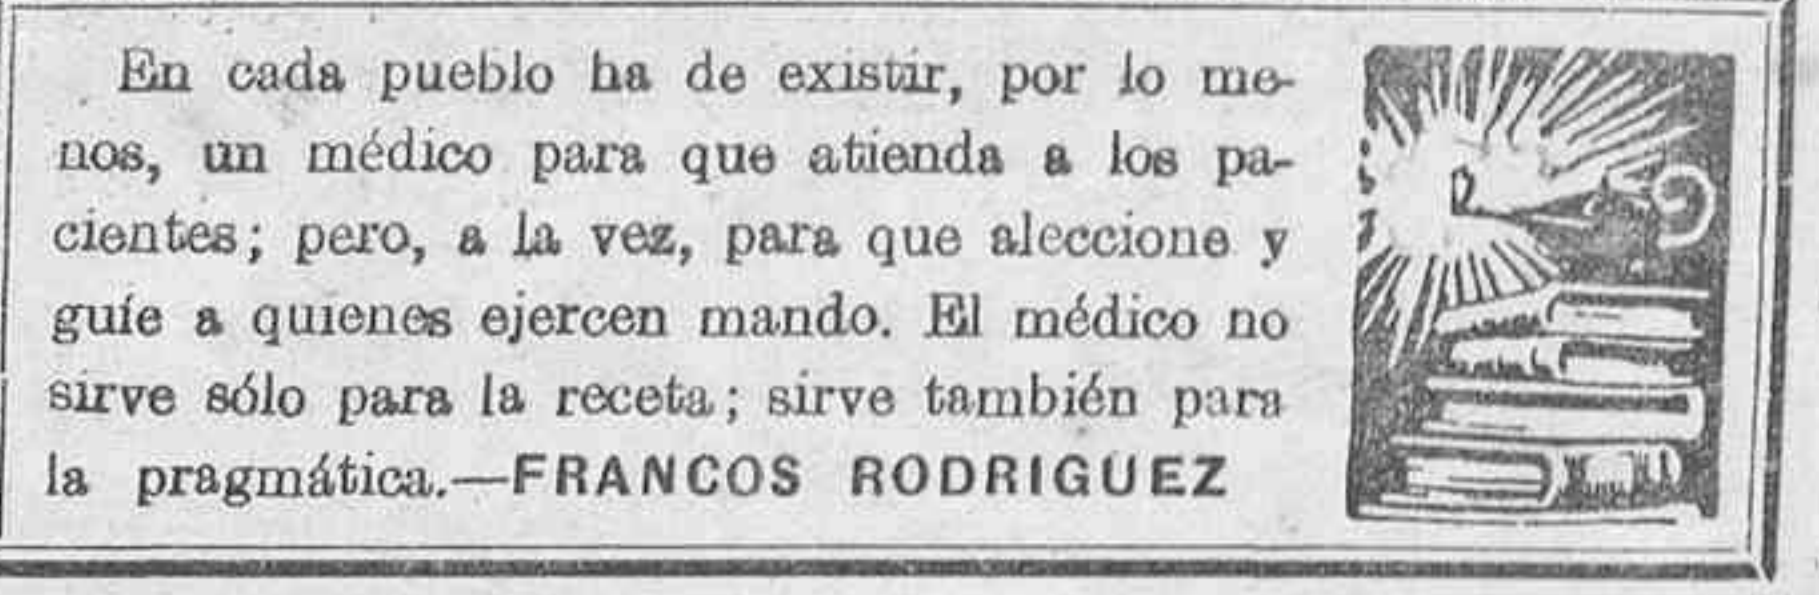 En cada pueblo ha de existir, por lo me-
nos, un médico para que atienda a los pa-
cientes; pero, a la vez, para que aleccione y
guíe a quienes ejercen mando. El médico no
sirve sólo para la receta; sirve también para
la pragmática.—FRANCOS RODRIGUEZ